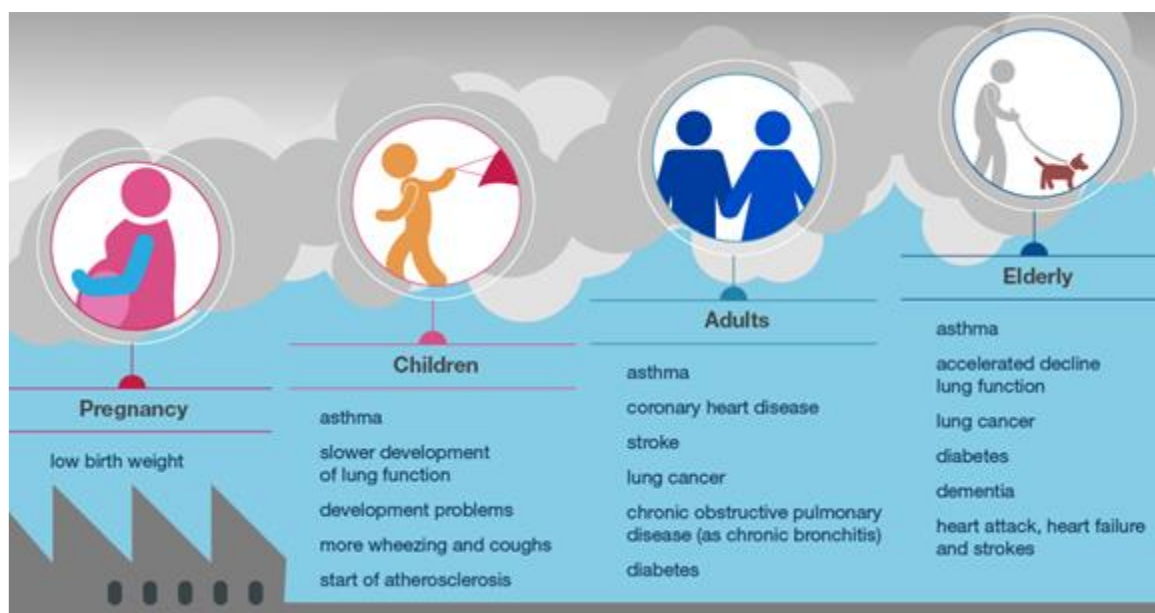 Pregnancy
low birth weight
Children
asthma
slower development
of lung function
development problems
more wheezing and coughs
start of atherosclerosis
Adults
asthma
coronary heart disease
stroke
lung cancer
chronic obstructive pulmonary
disease (as chronic bronchitis)
diabetes
Elderly
asthma
accelerated decline
lung function
lung cancer
diabetes
dementia
heart attack, heart failure
and strokes